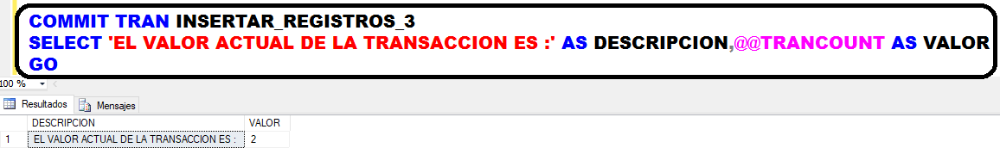 COMMIT TRAN INSERTAR_REGISTROS_3
SELECT 'EL VALOR ACTUAL DE LA TRANSACCION ES :' AS DESCRIPCION,@@TRANCOUNT AS VALOR
GO
100 %
Resultados Mensajes
DESCRIPCION VALOR
1 EL VALOR ACTUAL DE LA TRANSACCION ES : 2